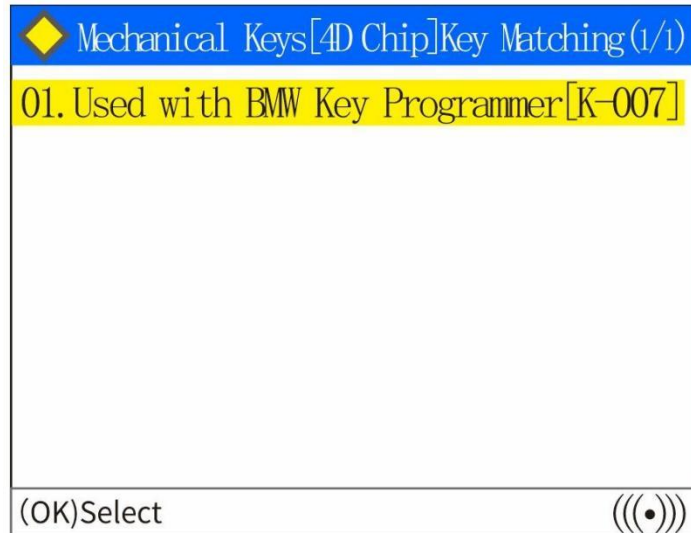 Mechanical Keys[4D Chip]Key Matching(1/1)
01.Used with BMW Key Programmer[K-007]
(OK)Select